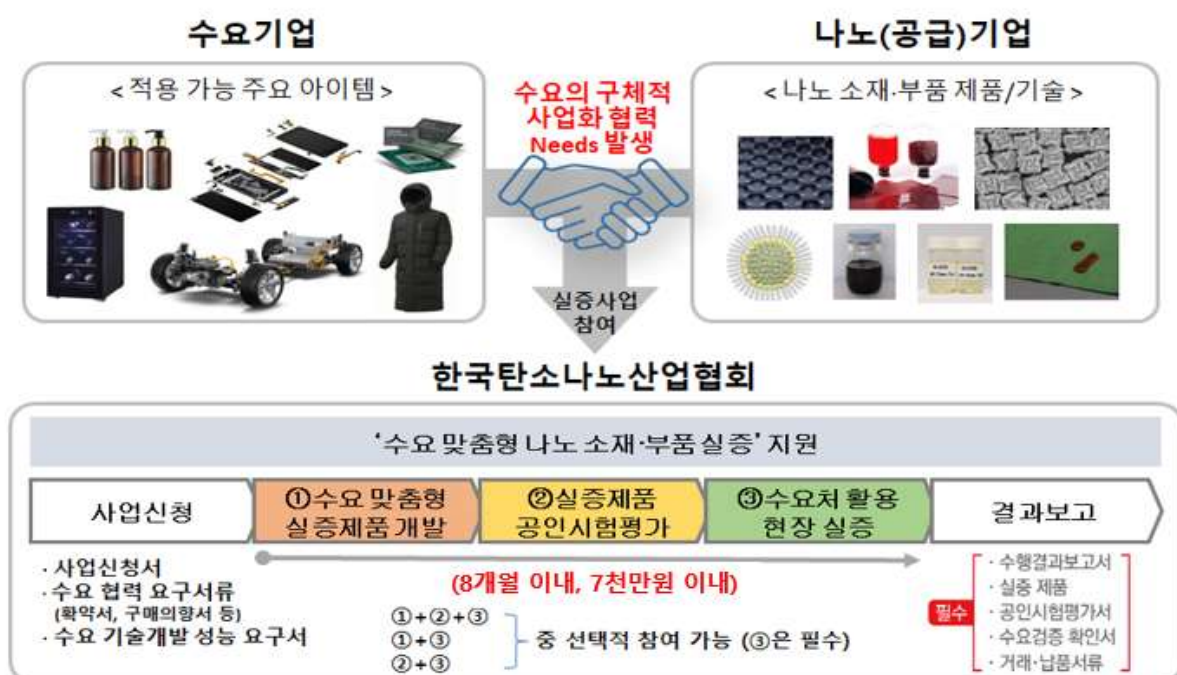 수요기업
<적용 가능 주요 아이템>
수요의 구체적
사업화 협력
Needs 발생
나노(공급)기업
<나노 소재·부품 제품/기술>
실증사업
참여
한국탄소나노산업협회
‘수요 맞춤형 나노 소재·부품 실증’ 지원
사업신청
①수요 맞춤형
실증제품 개발
②실증제품
공인시험평가
③수요처 활용
현장 실증
결과보고
· 사업신청서
· 수요 협력 요구서류
(확약서, 구매의향서 등)
· 수요 기술개발 성능 요구서
(8개월 이내, 7천만원 이내)
①+②+③
①+③
②+③
중 선택적 참여 가능 (③은 필수)
필수
· 수행결과보고서
· 실증 제품
· 공인시험평가서
· 수요검증 확인서
· 거래·납품서류